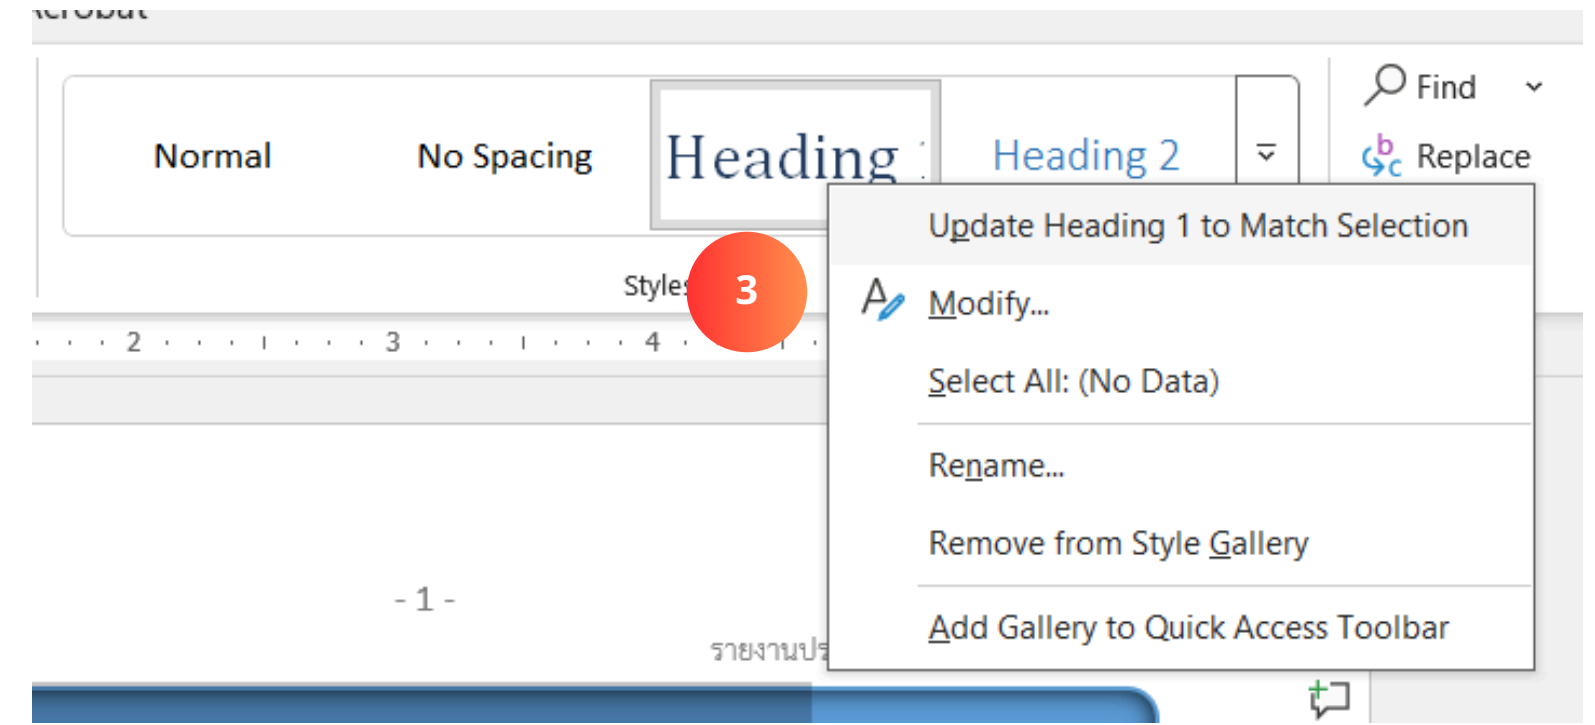 Acrobat
Normal
No Spacing
Heading
Heading 2
Find
Replace
Styles
3
2
3
4
Update Heading 1 to Match Selection
Modify...
Select All: (No Data)
Rename...
Remove from Style Gallery
Add Gallery to Quick Access Toolbar
- 1 -